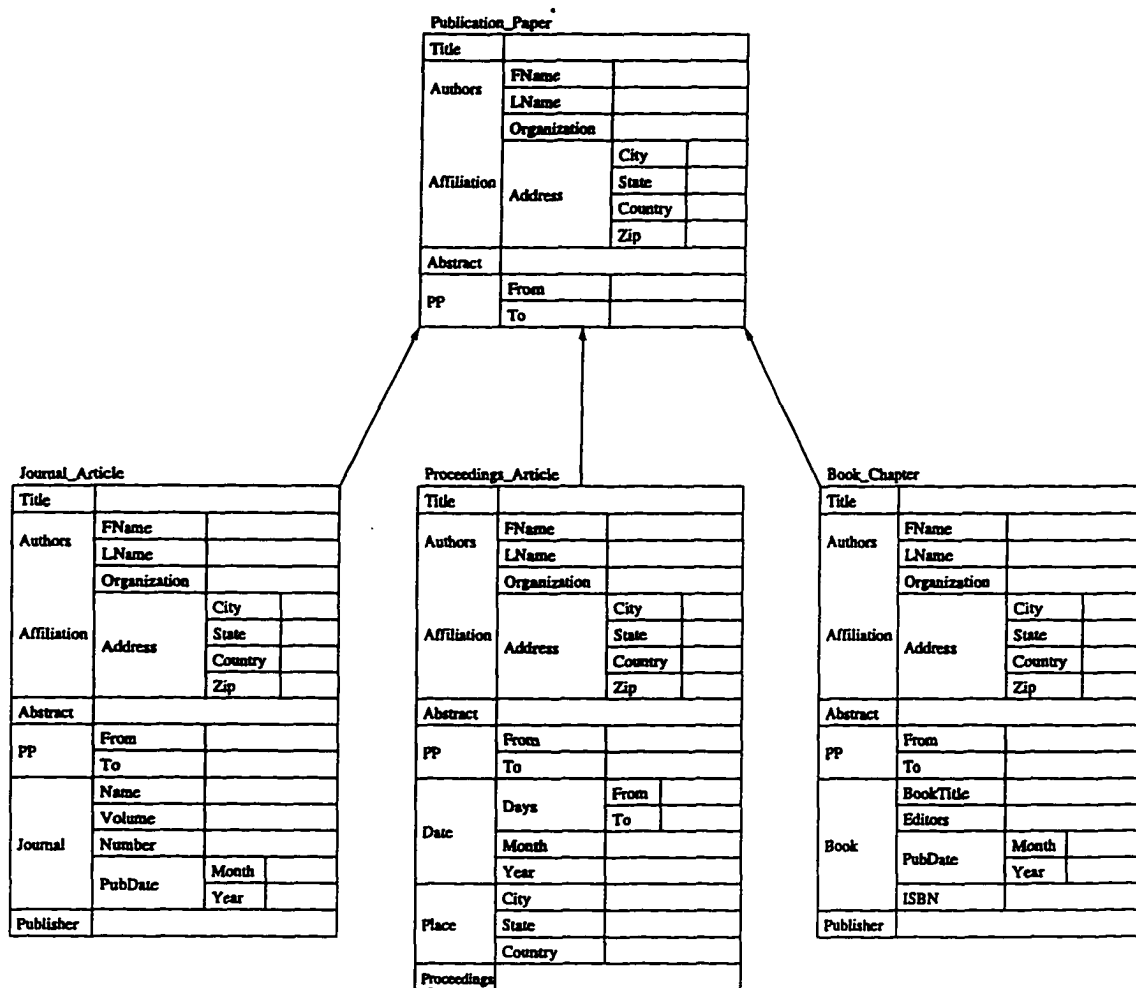 Publication_Paper
Title
Authors
FName
LName
Organization
Affiliation
Address
City
State
Country
Zip
Abstract
PP
From
To
Journal_Article
Title
Authors
FName
LName
Organization
Affiliation
Address
City
State
Country
Zip
Abstract
PP
From
To
Journal
Name
Volume
Number
PubDate
Month
Year
Publisher
Proceedings_Article
Title
Authors
FName
LName
Organization
Affiliation
Address
City
State
Country
Zip
Abstract
PP
From
To
Date
Days
From
To
Month
Year
Place
City
State
Country
Proceedings
Book_Chapter
Title
Authors
FName
LName
Organization
Affiliation
Address
City
State
Country
Zip
Abstract
PP
From
To
Book
BookTitle
Editors
PubDate
Month
Year
ISBN
Publisher